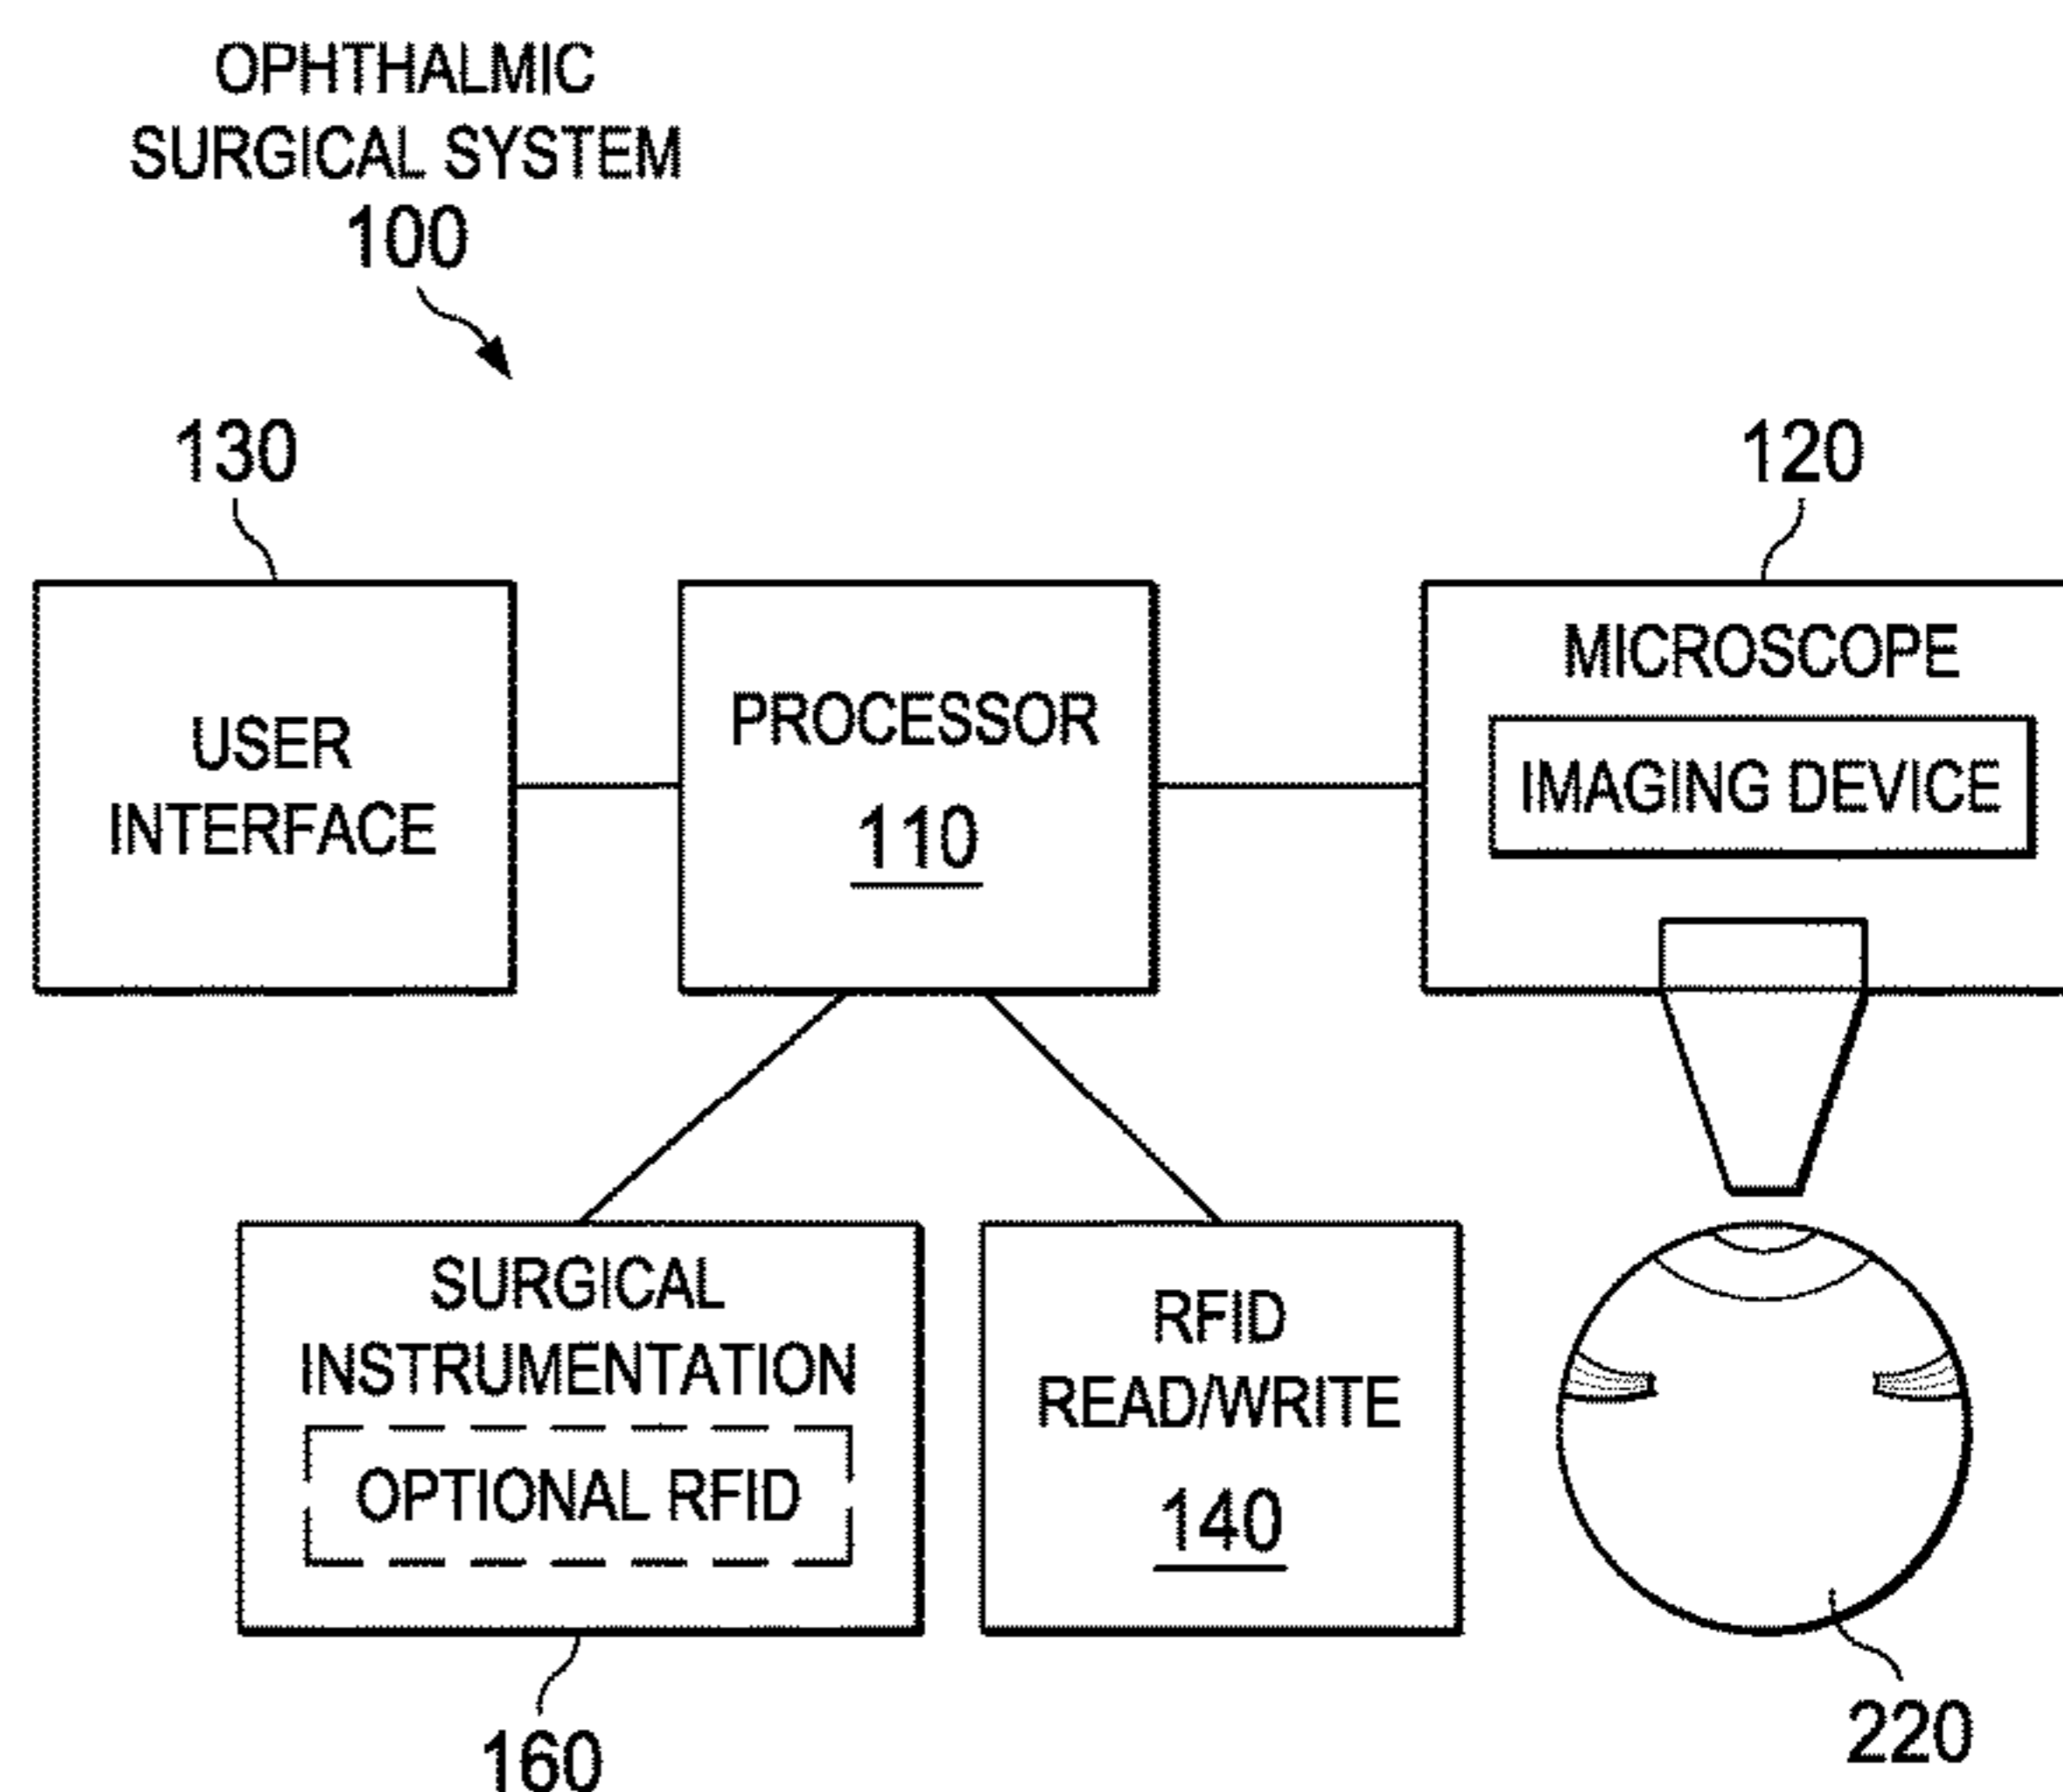 OPHTHALMIC
SURGICAL SYSTEM
100
130
120
USER
INTERFACE
PROCESSOR
110
MICROSCOPE
IMAGING DEVICE
SURGICAL
INSTRUMENTATION
OPTIONAL RFID
160
RFID
READ/WRITE
140
220